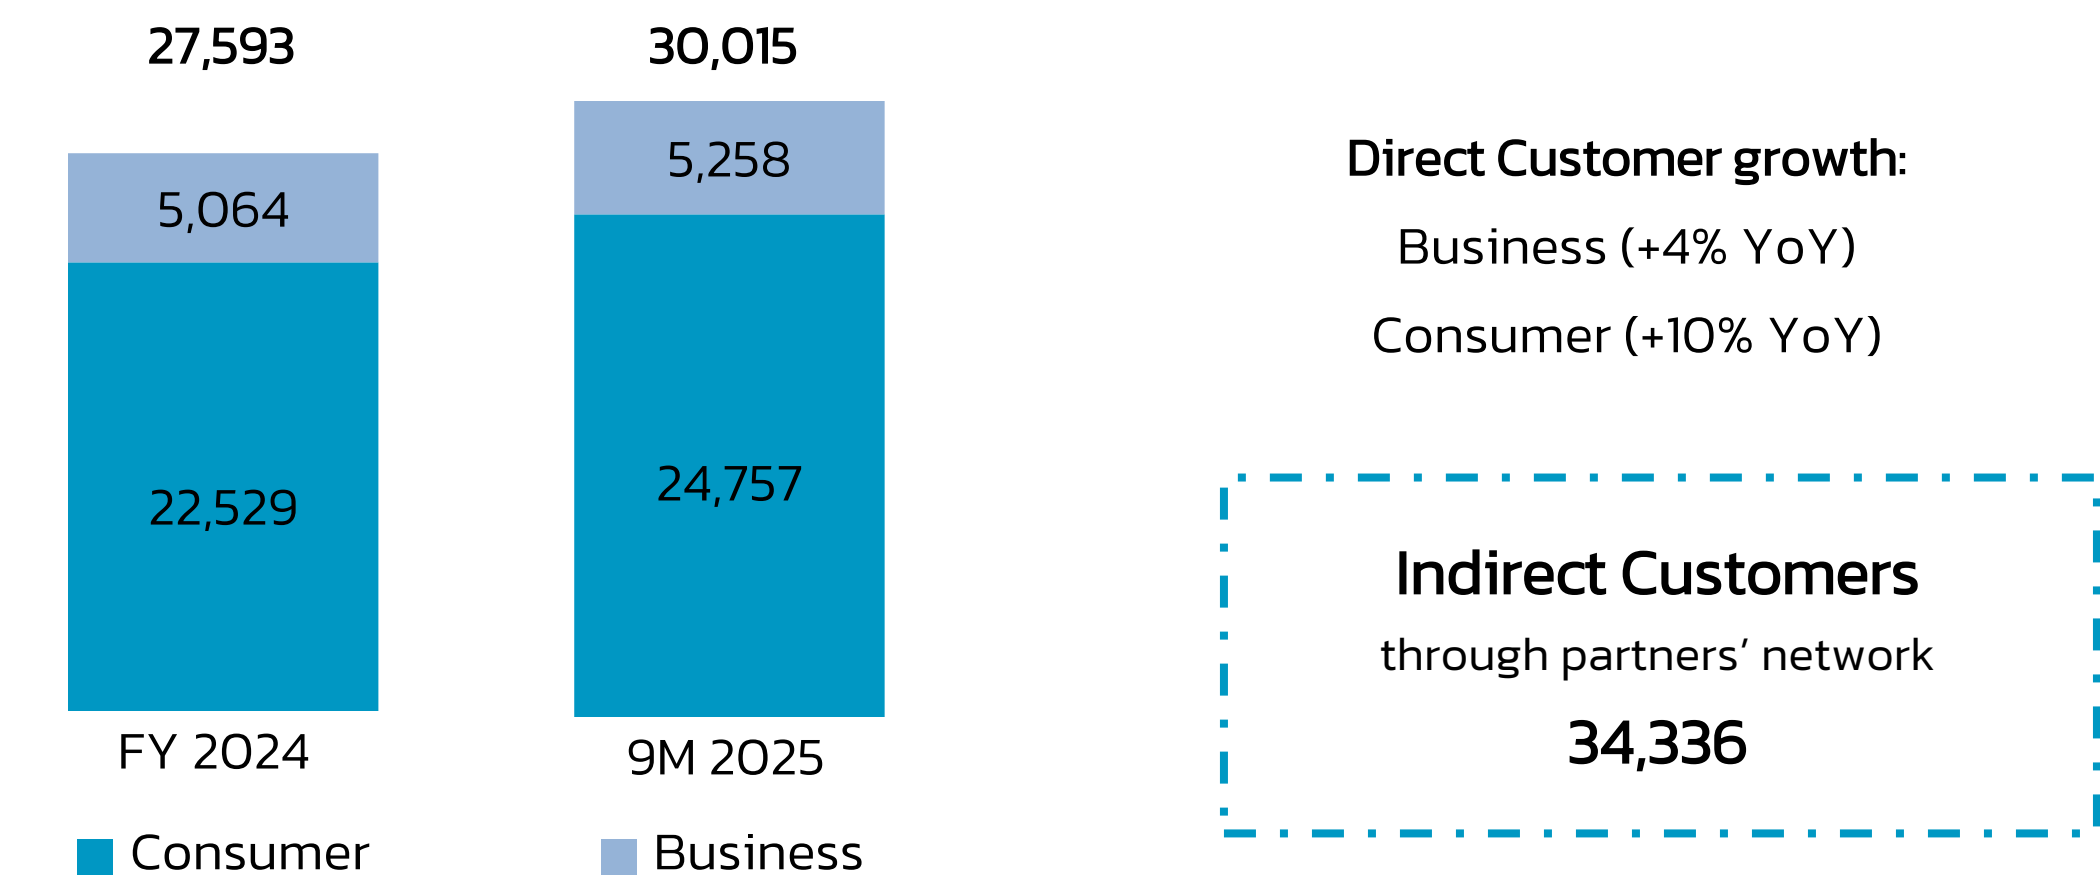 27,593
30,015
5,064
5,258
22,529
24,757
FY 2024
9M 2025
Consumer
Business
Direct Customer growth:
Business (+4% YoY)
Consumer (+10% YoY)
Indirect Customers
through partners’ network
34,336